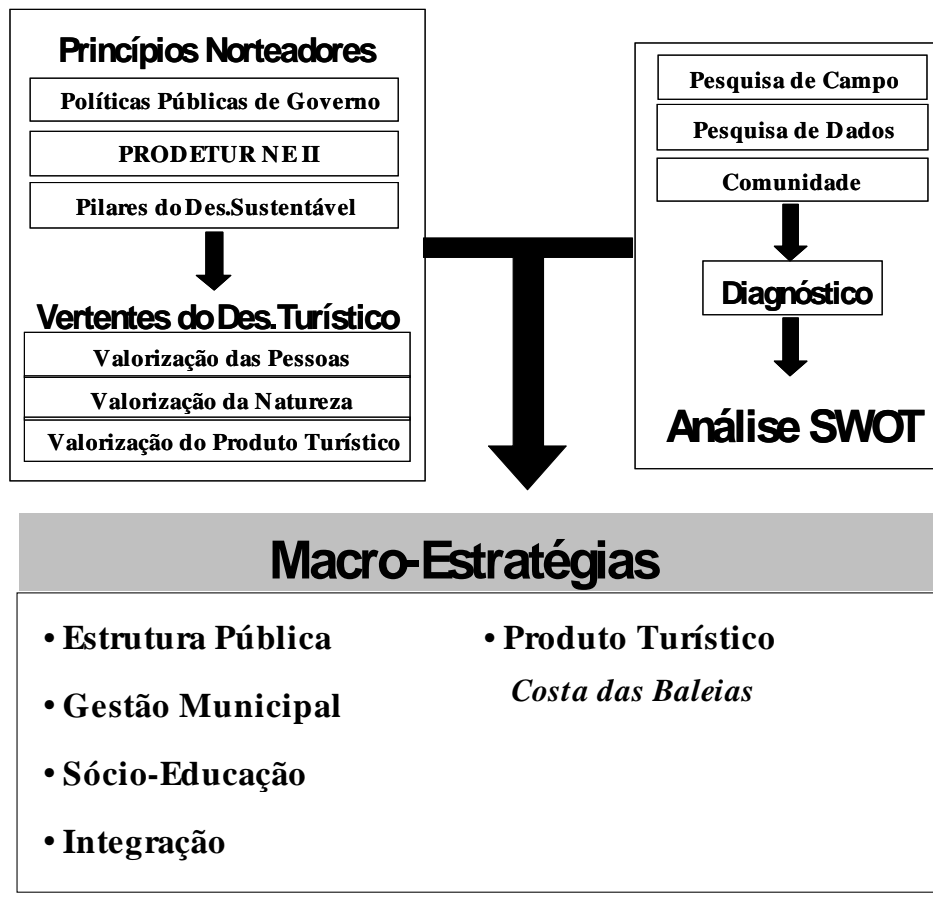 Princípios Norteadores
Políticas Públicas de Governo
PRODETUR NE II
Pilares do Des.Sustentável
Vertentes do Des.Turístico
Valorização das Pessoas
Valorização da Natureza
Valorização do Produto Turístico
Pesquisa de Campo
Pesquisa de Dados
Comunidade
Diagnóstico
Análise SWOT
Macro-Estratégias
• Estrutura Pública
• Gestão Municipal
• Sócio-Educação
• Integração
• Produto Turístico
Costa das Baleias